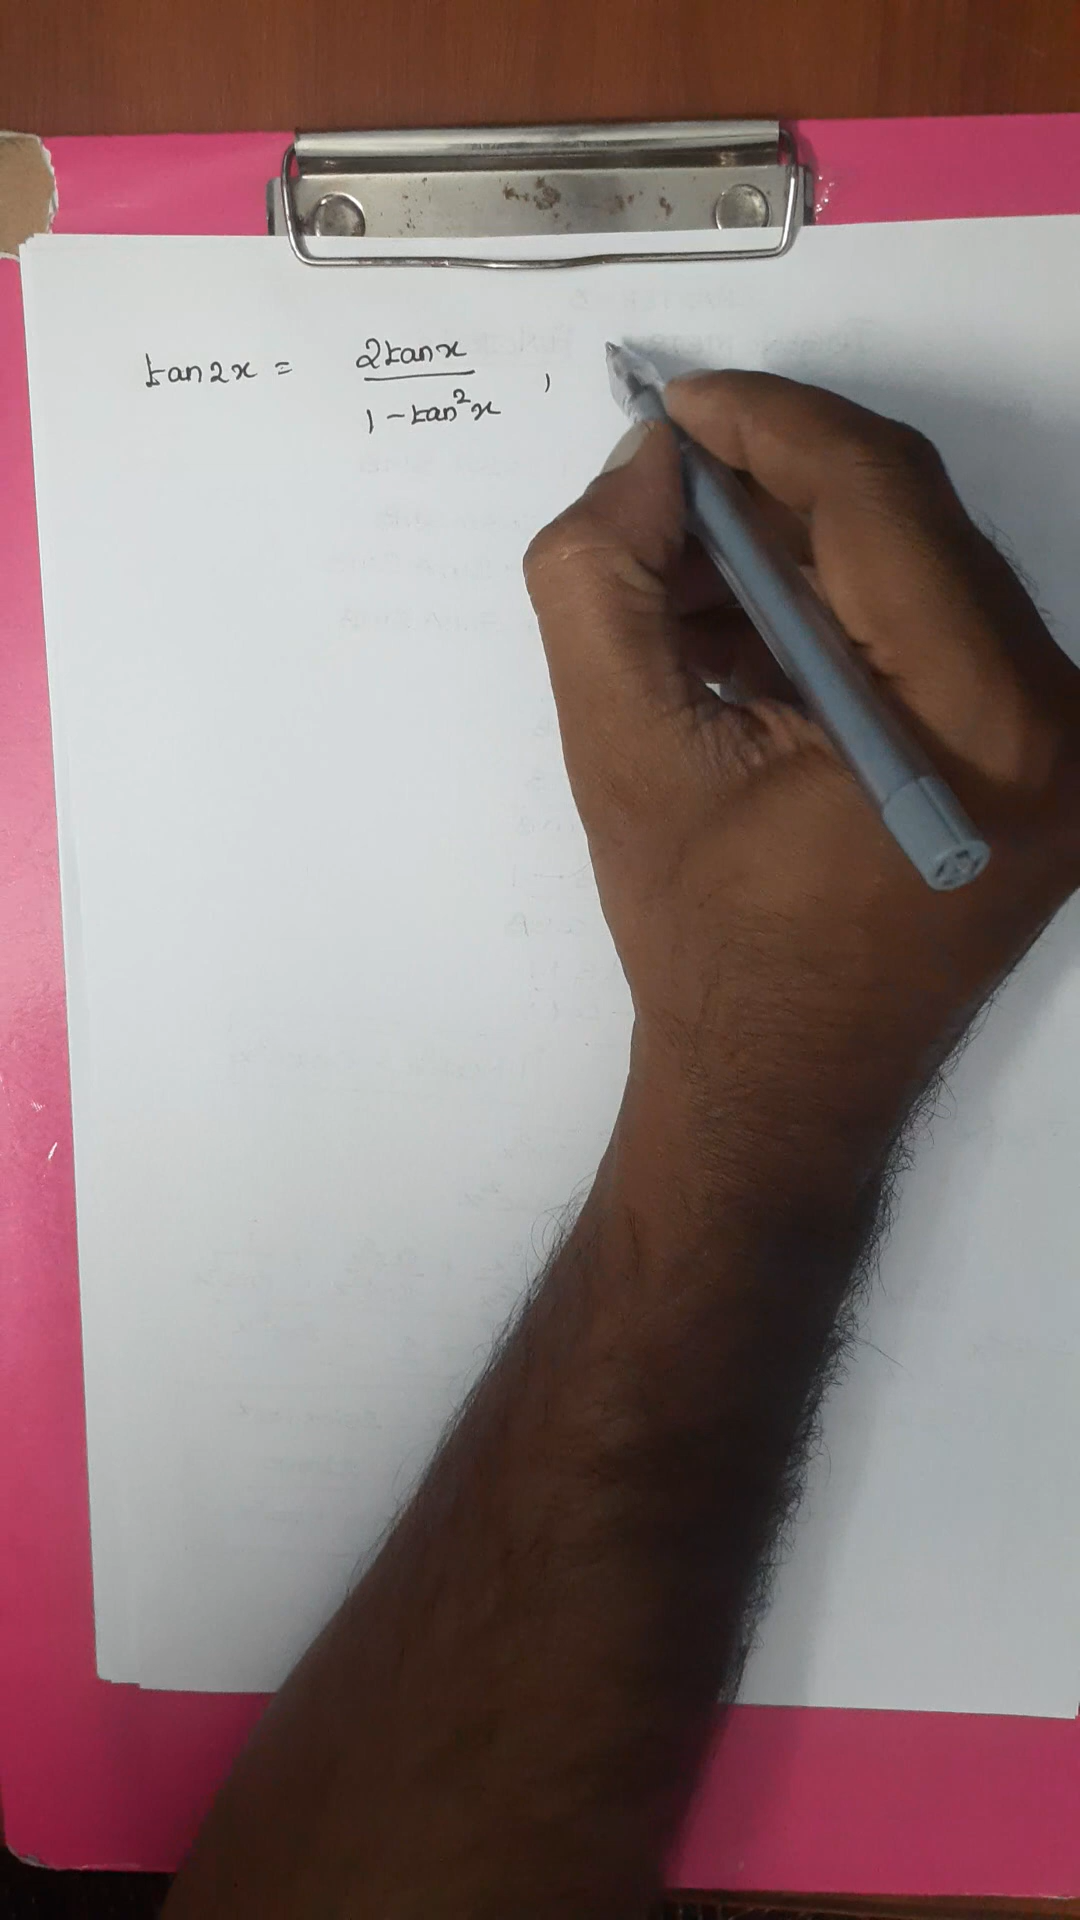 tan2x = 2tanx / 1-tan²x ,